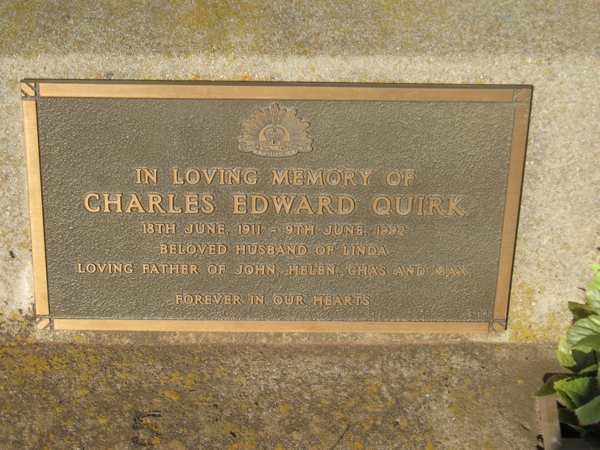 IN LOVING MEMORY OF
CHARLES EDWARD QUIRK
18TH JUNE, 1911 - 9TH JUNE, 1992
BELOVED HUSBAND OF LINDA
LOVING FATHER OF JOHN, HELEN, CHAS AND MAX.
FOREVER IN OUR HEARTS